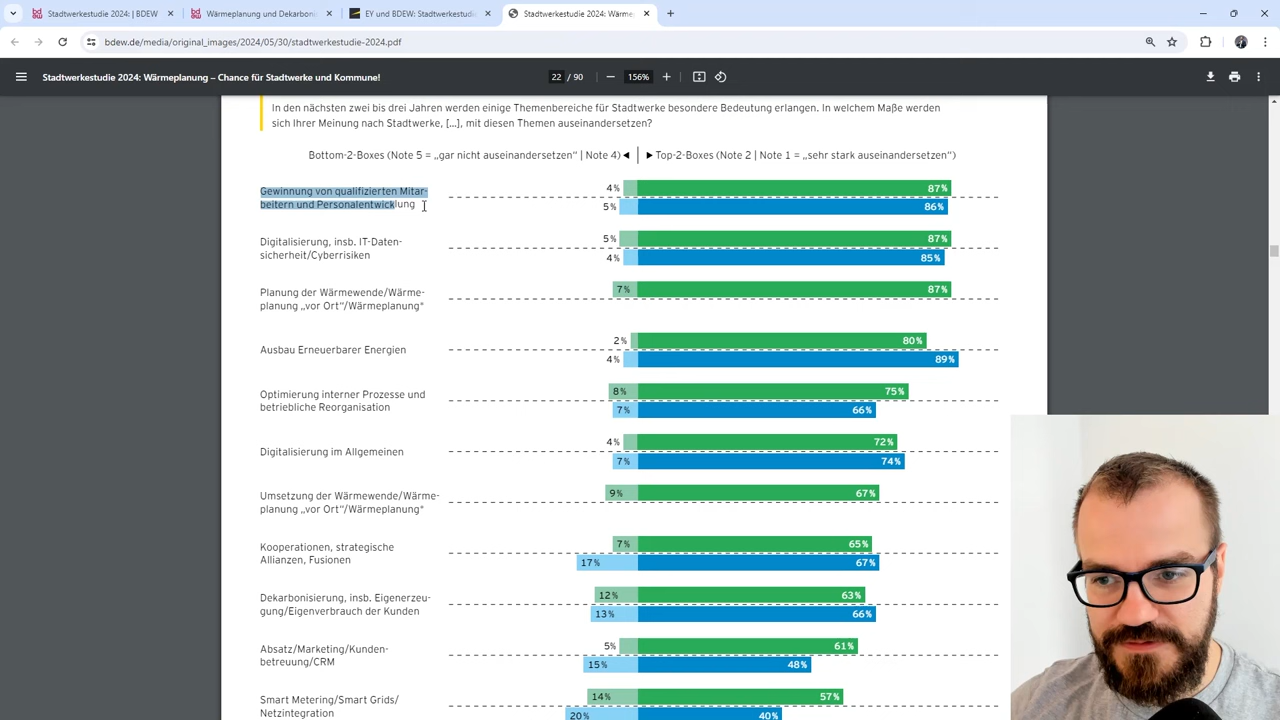 Stadtwerkestudie 2024: | BDEW
Wärmeplanung und Dekarboni
EY und BDEW: Stadtwerkestudie
Stadtwerkestudie 2024: Wärme
bdew.de/media/original_images/2024/05/30/stadtwerkestudie-2024.pdf
Stadtwerkestudie 2024: Wärmeplanung – Chance für Stadtwerke und Kommune!
22 / 90
156%
In den nächsten zwei bis drei Jahren werden einige Themenbereiche für Stadtwerke besondere Bedeutung erlangen. In welchem Maße werden
sich Ihrer Meinung nach Stadtwerke, [...], mit diesen Themen auseinandersetzen?
Bottom-2-Boxes (Note 5 = „gar nicht auseinandersetzen“ | Note 4) ◀ ▶ Top-2-Boxes (Note 2 | Note 1 = „sehr stark auseinandersetzen“)
Gewinnung von qualifizierten Mitar-
beitern und Personalentwicklung
4% 87%
5% 86%
Digitalisierung, insb. IT-Daten-
sicherheit/Cyberrisiken
5% 87%
4% 85%
Planung der Wärmewende/Wärme-
planung „vor Ort“/Wärmeplanung*
7% 87%
Ausbau Erneuerbarer Energien
2% 80%
4% 89%
Optimierung interner Prozesse und
betriebliche Reorganisation
8% 75%
7% 66%
Digitalisierung im Allgemeinen
4% 72%
7% 74%
Umsetzung der Wärmewende/Wärme-
planung „vor Ort“/Wärmeplanung*
9% 67%
Kooperationen, strategische
Allianzen, Fusionen
7% 65%
17% 67%
Dekarbonisierung, insb. Eigenerzeu-
gung/Eigenverbrauch der Kunden
12% 63%
13% 66%
Absatz/Marketing/Kunden-
betreuung/CRM
5% 61%
15% 48%
Smart Metering/Smart Grids/
Netzintegration
14% 57%
20% 40%